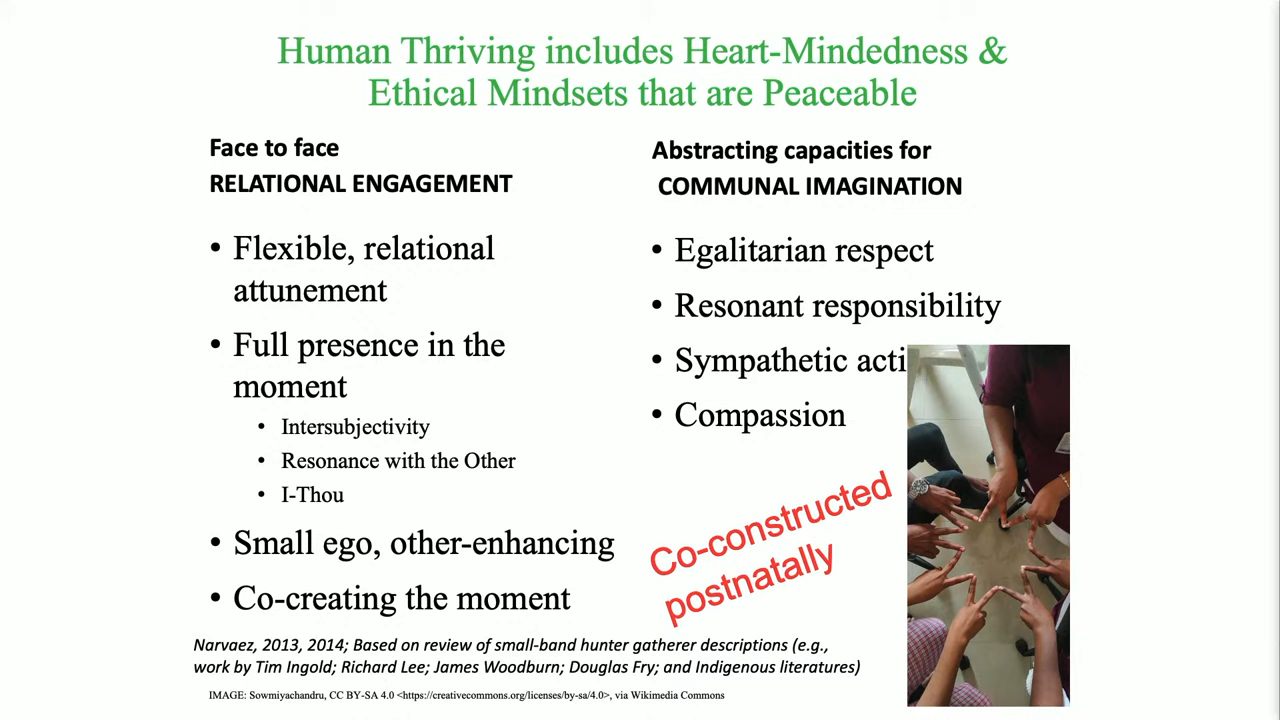 Human Thriving includes Heart-Mindedness &
Ethical Mindsets that are Peaceable
Face to face
RELATIONAL ENGAGEMENT
• Flexible, relational
attunement
• Full presence in the
moment
• Intersubjectivity
• Resonance with the Other
• I-Thou
• Small ego, other-enhancing
• Co-creating the moment
Abstracting capacities for
COMMUNAL IMAGINATION
• Egalitarian respect
• Resonant responsibility
• Sympathetic acti
• Compassion
Co-constructed
postnatally
Narvaez, 2013, 2014; Based on review of small-band hunter gatherer descriptions (e.g.,
work by Tim Ingold; Richard Lee; James Woodburn; Douglas Fry; and Indigenous literatures)
IMAGE: Sowmiyachandru, CC BY-SA 4.0 <https://creativecommons.org/licenses/by-sa/4.0>, via Wikimedia Commons